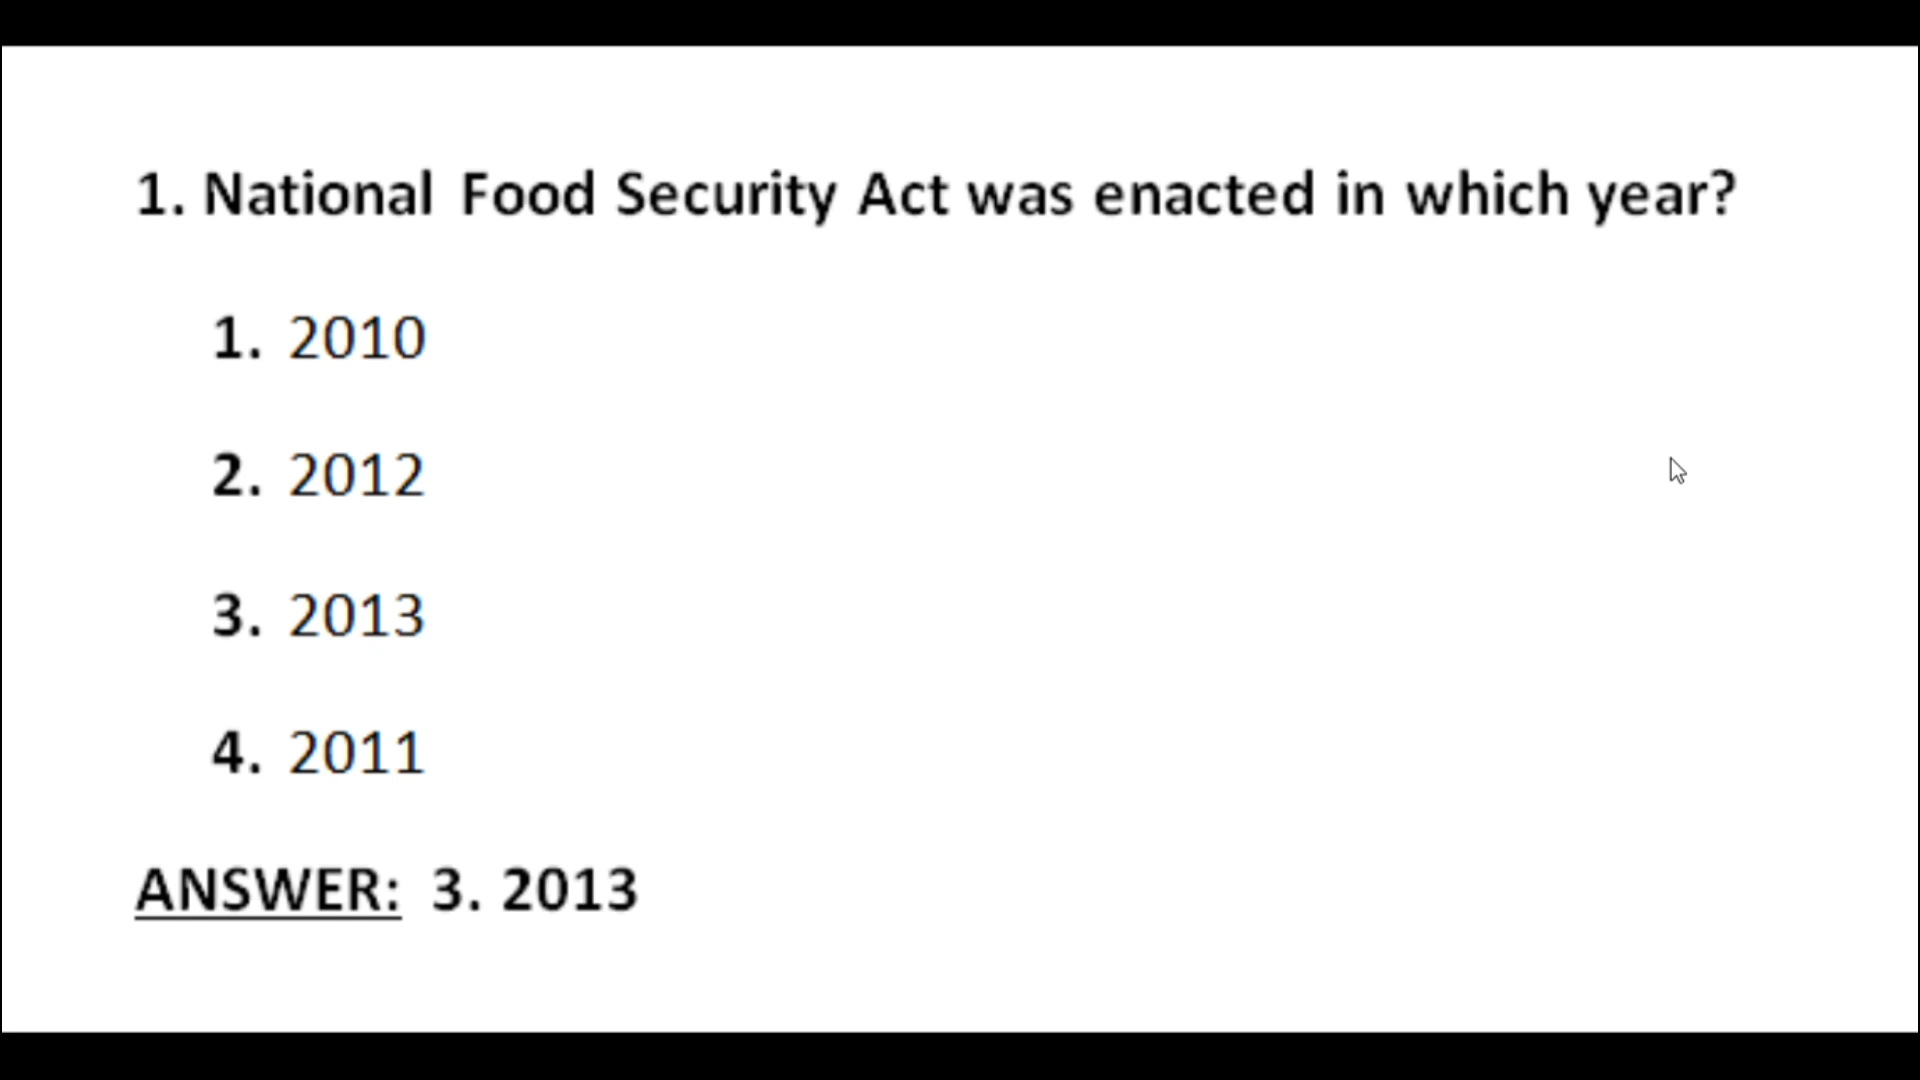 1. National Food Security Act was enacted in which year?
1. 2010
2. 2012
3. 2013
4. 2011
ANSWER: 3. 2013